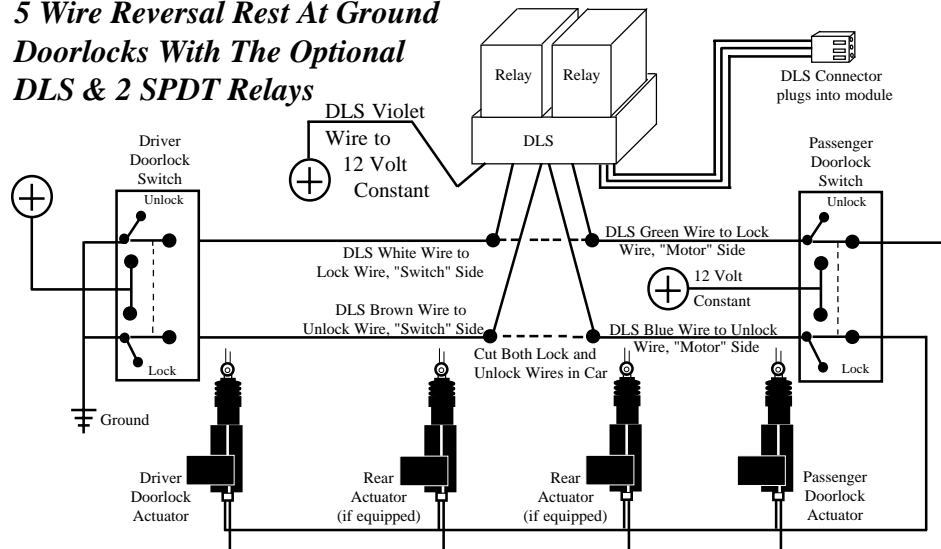 5 Wire Reversal Rest At Ground
Doorlocks With The Optional
DLS & 2 SPDT Relays
Relay
Relay
DLS
DLS Connector
plugs into module
DLS Violet
Wire to
12 Volt
Constant
Driver
Doorlock
Switch
Unlock
Lock
Passenger
Doorlock
Switch
Unlock
Lock
DLS White Wire to
Lock Wire, "Switch" Side
DLS Green Wire to Lock
Wire, "Motor" Side
12 Volt
Constant
DLS Brown Wire to
Unlock Wire, "Switch" Side
DLS Blue Wire to Unlock
Wire, "Motor" Side
Cut Both Lock and
Unlock Wires in Car
Ground
Driver
Doorlock
Actuator
Rear
Actuator
(if equipped)
Rear
Actuator
(if equipped)
Passenger
Doorlock
Actuator